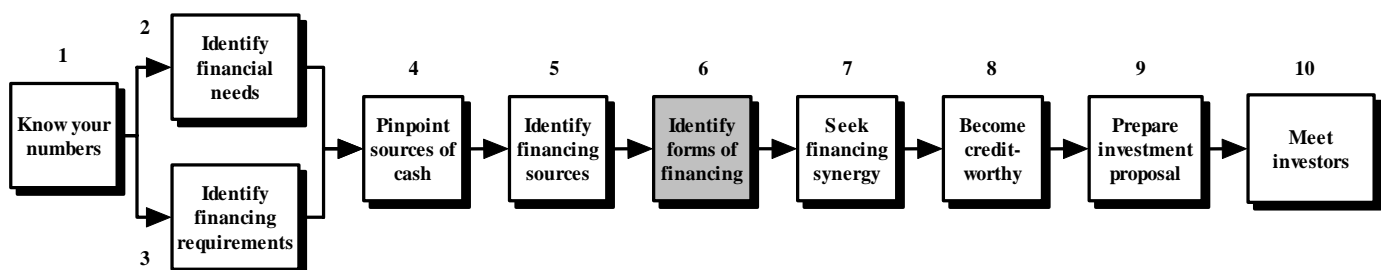 1
Know your
numbers
2
Identify
financial
needs
3
Identify
financing
requirements
4
Pinpoint
sources of
cash
5
Identify
financing
sources
6
Identify
forms of
financing
7
Seek
financing
synergy
8
Become
credit-
worthy
9
Prepare
investment
proposal
10
Meet
investors